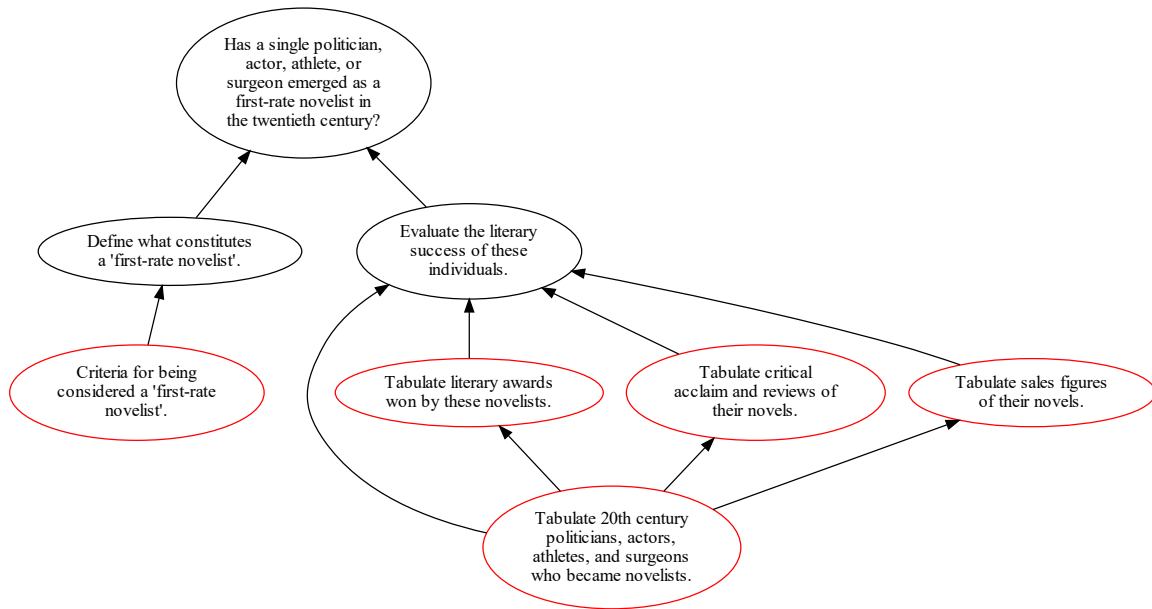 Has a single politician,
actor, athlete, or
surgeon emerged as a
first-rate novelist in
the twentieth century?
Define what constitutes
a 'first-rate novelist'.
Evaluate the literary
success of these
individuals.
Criteria for being
considered a 'first-rate
novelist'.
Tabulate literary awards
won by these novelists.
Tabulate critical
acclaim and reviews of
their novels.
Tabulate sales figures
of their novels.
Tabulate 20th century
politicians, actors,
athletes, and surgeons
who became novelists.